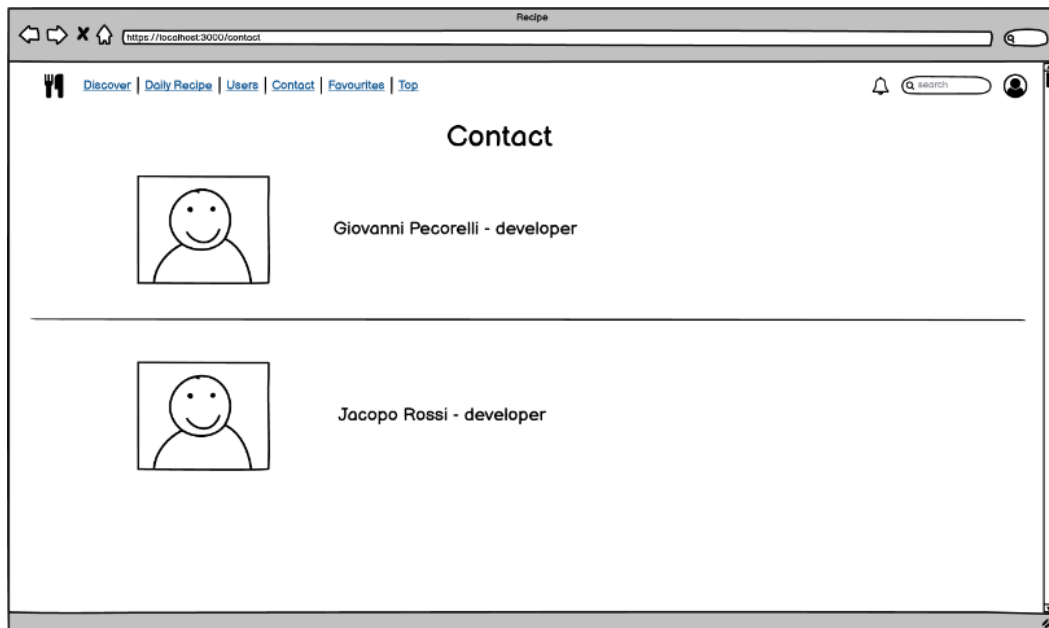 Recipe
https://localhost:3000/contact
Discover | Daily Recipe | Users | Contact | Favourites | Top
search
Contact
Giovanni Pecorelli - developer
Jacopo Rossi - developer